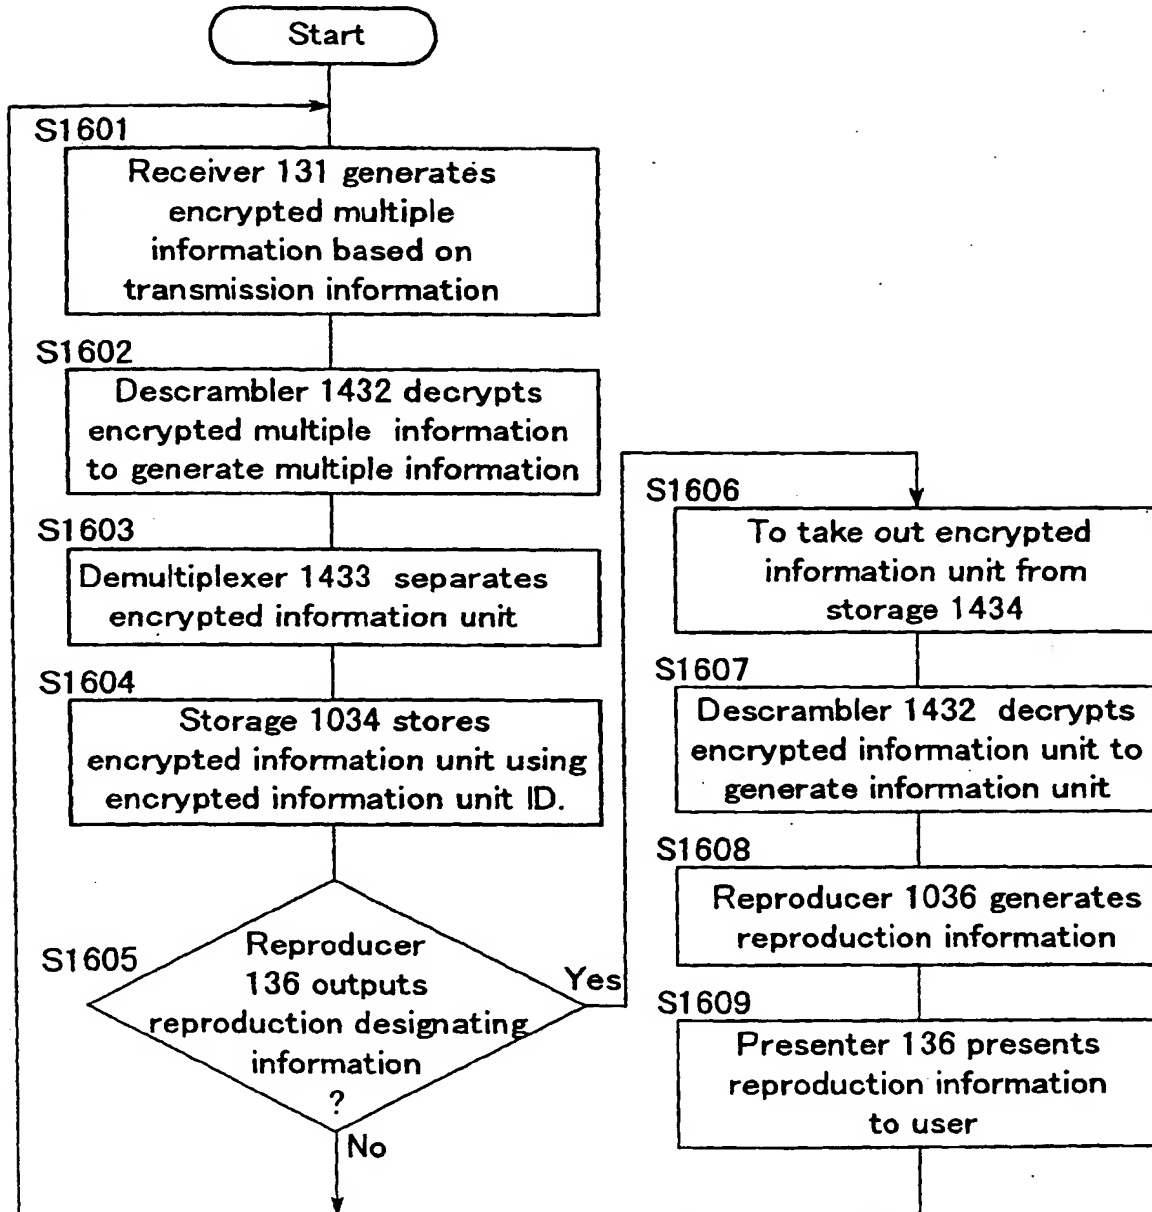 Start
S1601
Receiver 131 generates
encrypted multiple
information based on
transmission information
S1602
Descrambler 1432 decrypts
encrypted multiple information
to generate multiple information
S1603
Demultiplexer 1433 separates
encrypted information unit
S1604
Storage 1034 stores
encrypted information unit using
encrypted information unit ID.
S1605
Reproducer
136 outputs
reproduction designating
information
?
Yes
No
S1606
To take out encrypted
information unit from
storage 1434
S1607
Descrambler 1432 decrypts
encrypted information unit to
generate information unit
S1608
Reproducer 1036 generates
reproduction information
S1609
Presenter 136 presents
reproduction information
to user